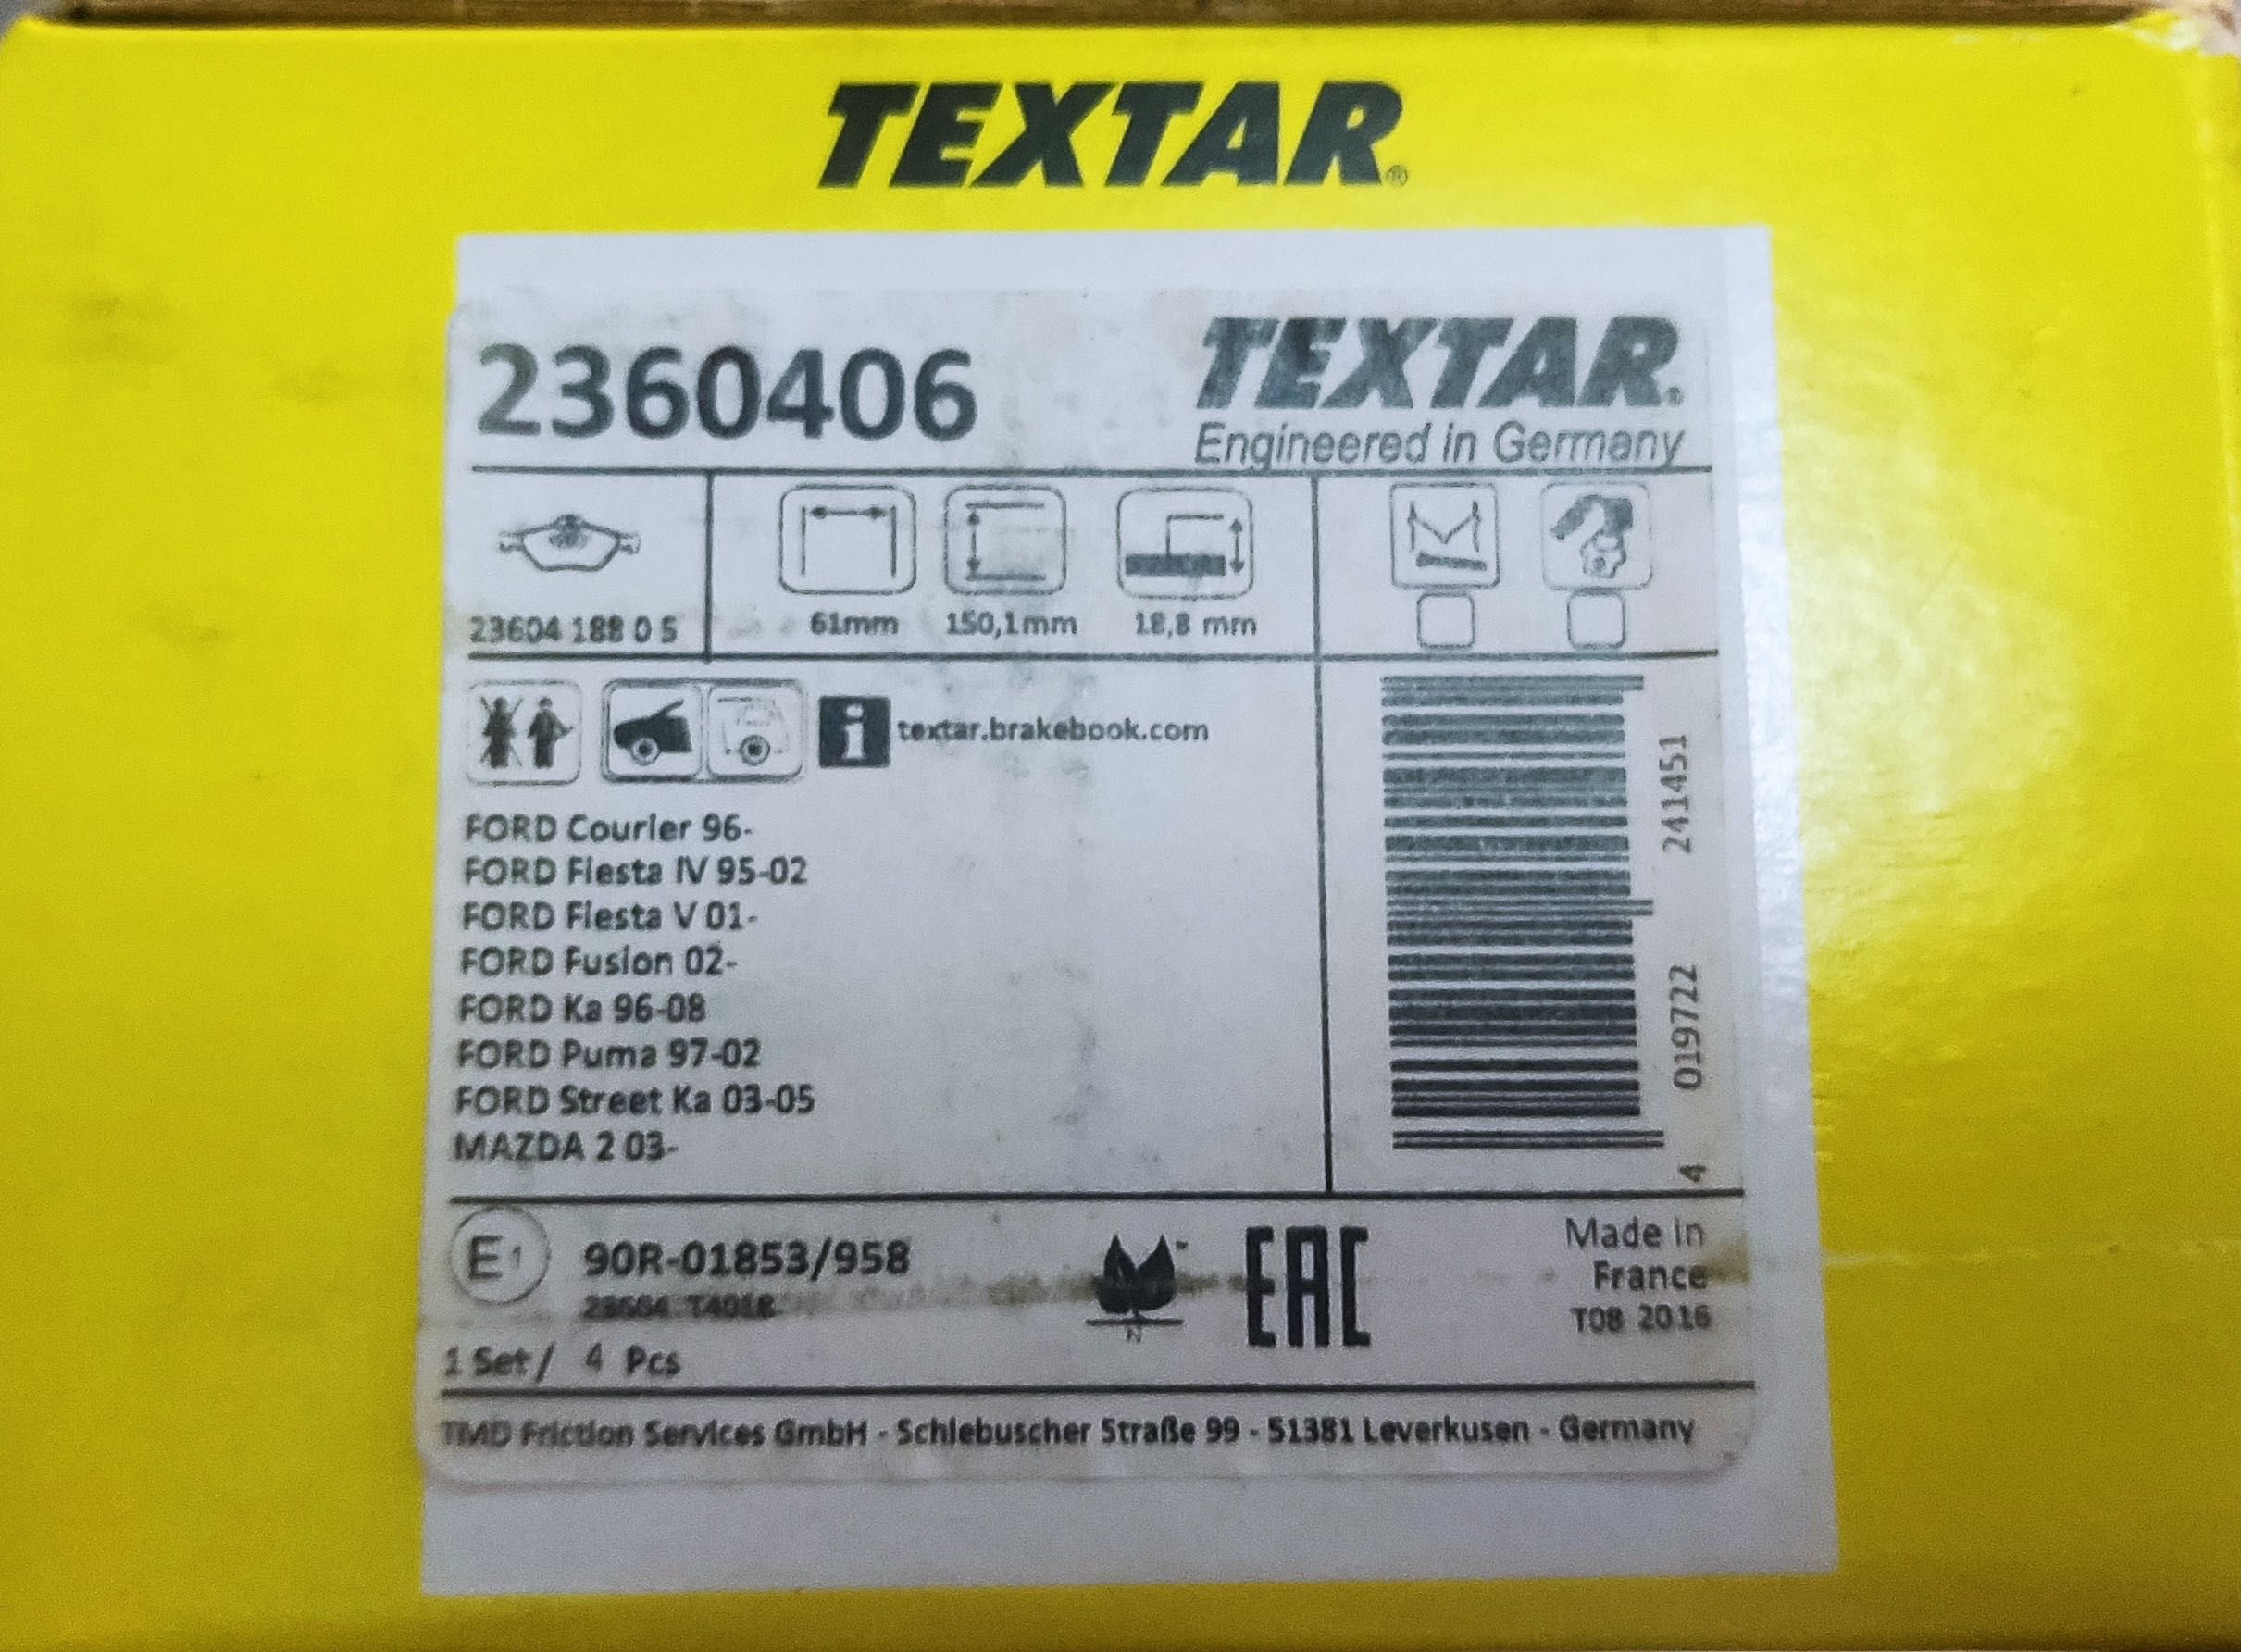 TEXTAR®
2360406
TEXTAR®
Engineered in Germany
23604 188 0 5
61mm
150,1mm
18,8 mm
i textar.brakebook.com
FORD Courier 96-
FORD Fiesta IV 95-02
FORD Fiesta V 01-
FORD Fusion 02-
FORD Ka 96-08
FORD Puma 97-02
FORD Street Ka 03-05
MAZDA 2 03-
4 019722 241451
E1
90R-01853/958
23604 T4018
N
EAC
Made in
France
T08 2016
1 Set / 4 Pcs
TMD Friction Services GmbH - Schlebuscher Straße 99 - 51381 Leverkusen - Germany